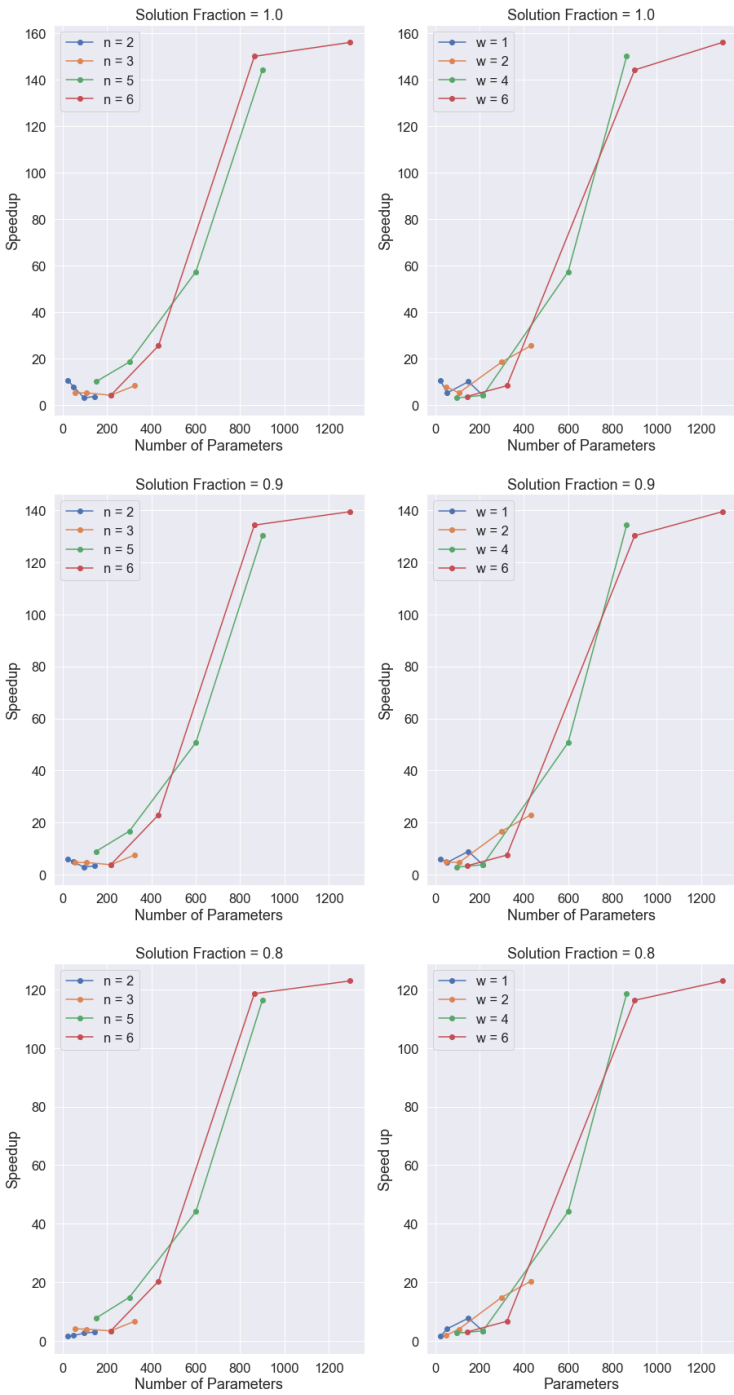 Solution Fraction = 1.0
160
140
120
100
80
60
40
20
0
Speedup
n = 2
n = 3
n = 5
n = 6
0 200 400 600 800 1000 1200
Number of Parameters
Solution Fraction = 1.0
160
140
120
100
80
60
40
20
0
Speedup
w = 1
w = 2
w = 4
w = 6
0 200 400 600 800 1000 1200
Number of Parameters
Solution Fraction = 0.9
140
120
100
80
60
40
20
0
Speedup
n = 2
n = 3
n = 5
n = 6
0 200 400 600 800 1000 1200
Number of Parameters
Solution Fraction = 0.9
140
120
100
80
60
40
20
0
Speedup
w = 1
w = 2
w = 4
w = 6
0 200 400 600 800 1000 1200
Number of Parameters
Solution Fraction = 0.8
120
100
80
60
40
20
0
Speedup
n = 2
n = 3
n = 5
n = 6
0 200 400 600 800 1000 1200
Number of Parameters
Solution Fraction = 0.8
120
100
80
60
40
20
0
Speed up
w = 1
w = 2
w = 4
w = 6
0 200 400 600 800 1000 1200
Parameters